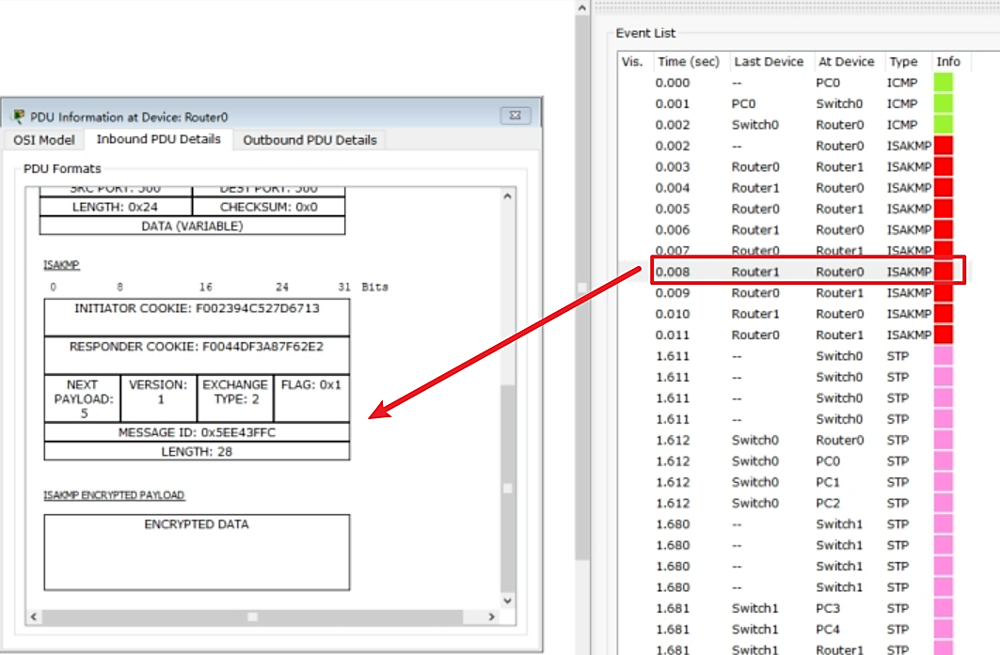 PDU Information at Device: Router0
OSI Model Inbound PDU Details Outbound PDU Details
PDU Formats
SRC PORT: 500 DEST PORT: 500
LENGTH: 0x24 CHECKSUM: 0x0
DATA (VARIABLE)
ISAKMP
0 8 16 24 31 Bits
INITIATOR COOKIE: F002394C527D6713
RESPONDER COOKIE: F0044DF3A87F62E2
NEXT PAYLOAD: 5 VERSION: 1 EXCHANGE TYPE: 2 FLAG: 0x1
MESSAGE ID: 0x5EE43FFC
LENGTH: 28
ISAKMP ENCRYPTED PAYLOAD
ENCRYPTED DATA
Event List
Vis. Time (sec) Last Device At Device Type Info
0.000 -- PC0 ICMP
0.001 PC0 Switch0 ICMP
0.002 Switch0 Router0 ICMP
0.002 -- Router0 ISAKMP
0.003 Router0 Router1 ISAKMP
0.004 Router1 Router0 ISAKMP
0.005 Router0 Router1 ISAKMP
0.006 Router1 Router0 ISAKMP
0.007 Router0 Router1 ISAKMP
0.008 Router1 Router0 ISAKMP
0.009 Router0 Router1 ISAKMP
0.010 Router1 Router0 ISAKMP
0.011 Router0 Router1 ISAKMP
1.611 -- Switch0 STP
1.611 -- Switch0 STP
1.611 -- Switch0 STP
1.611 -- Switch0 STP
1.612 Switch0 Router0 STP
1.612 Switch0 PC0 STP
1.612 Switch0 PC1 STP
1.612 Switch0 PC2 STP
1.680 -- Switch1 STP
1.680 -- Switch1 STP
1.680 -- Switch1 STP
1.680 -- Switch1 STP
1.681 Switch1 PC3 STP
1.681 Switch1 PC4 STP
1.681 Switch1 Router1 STP